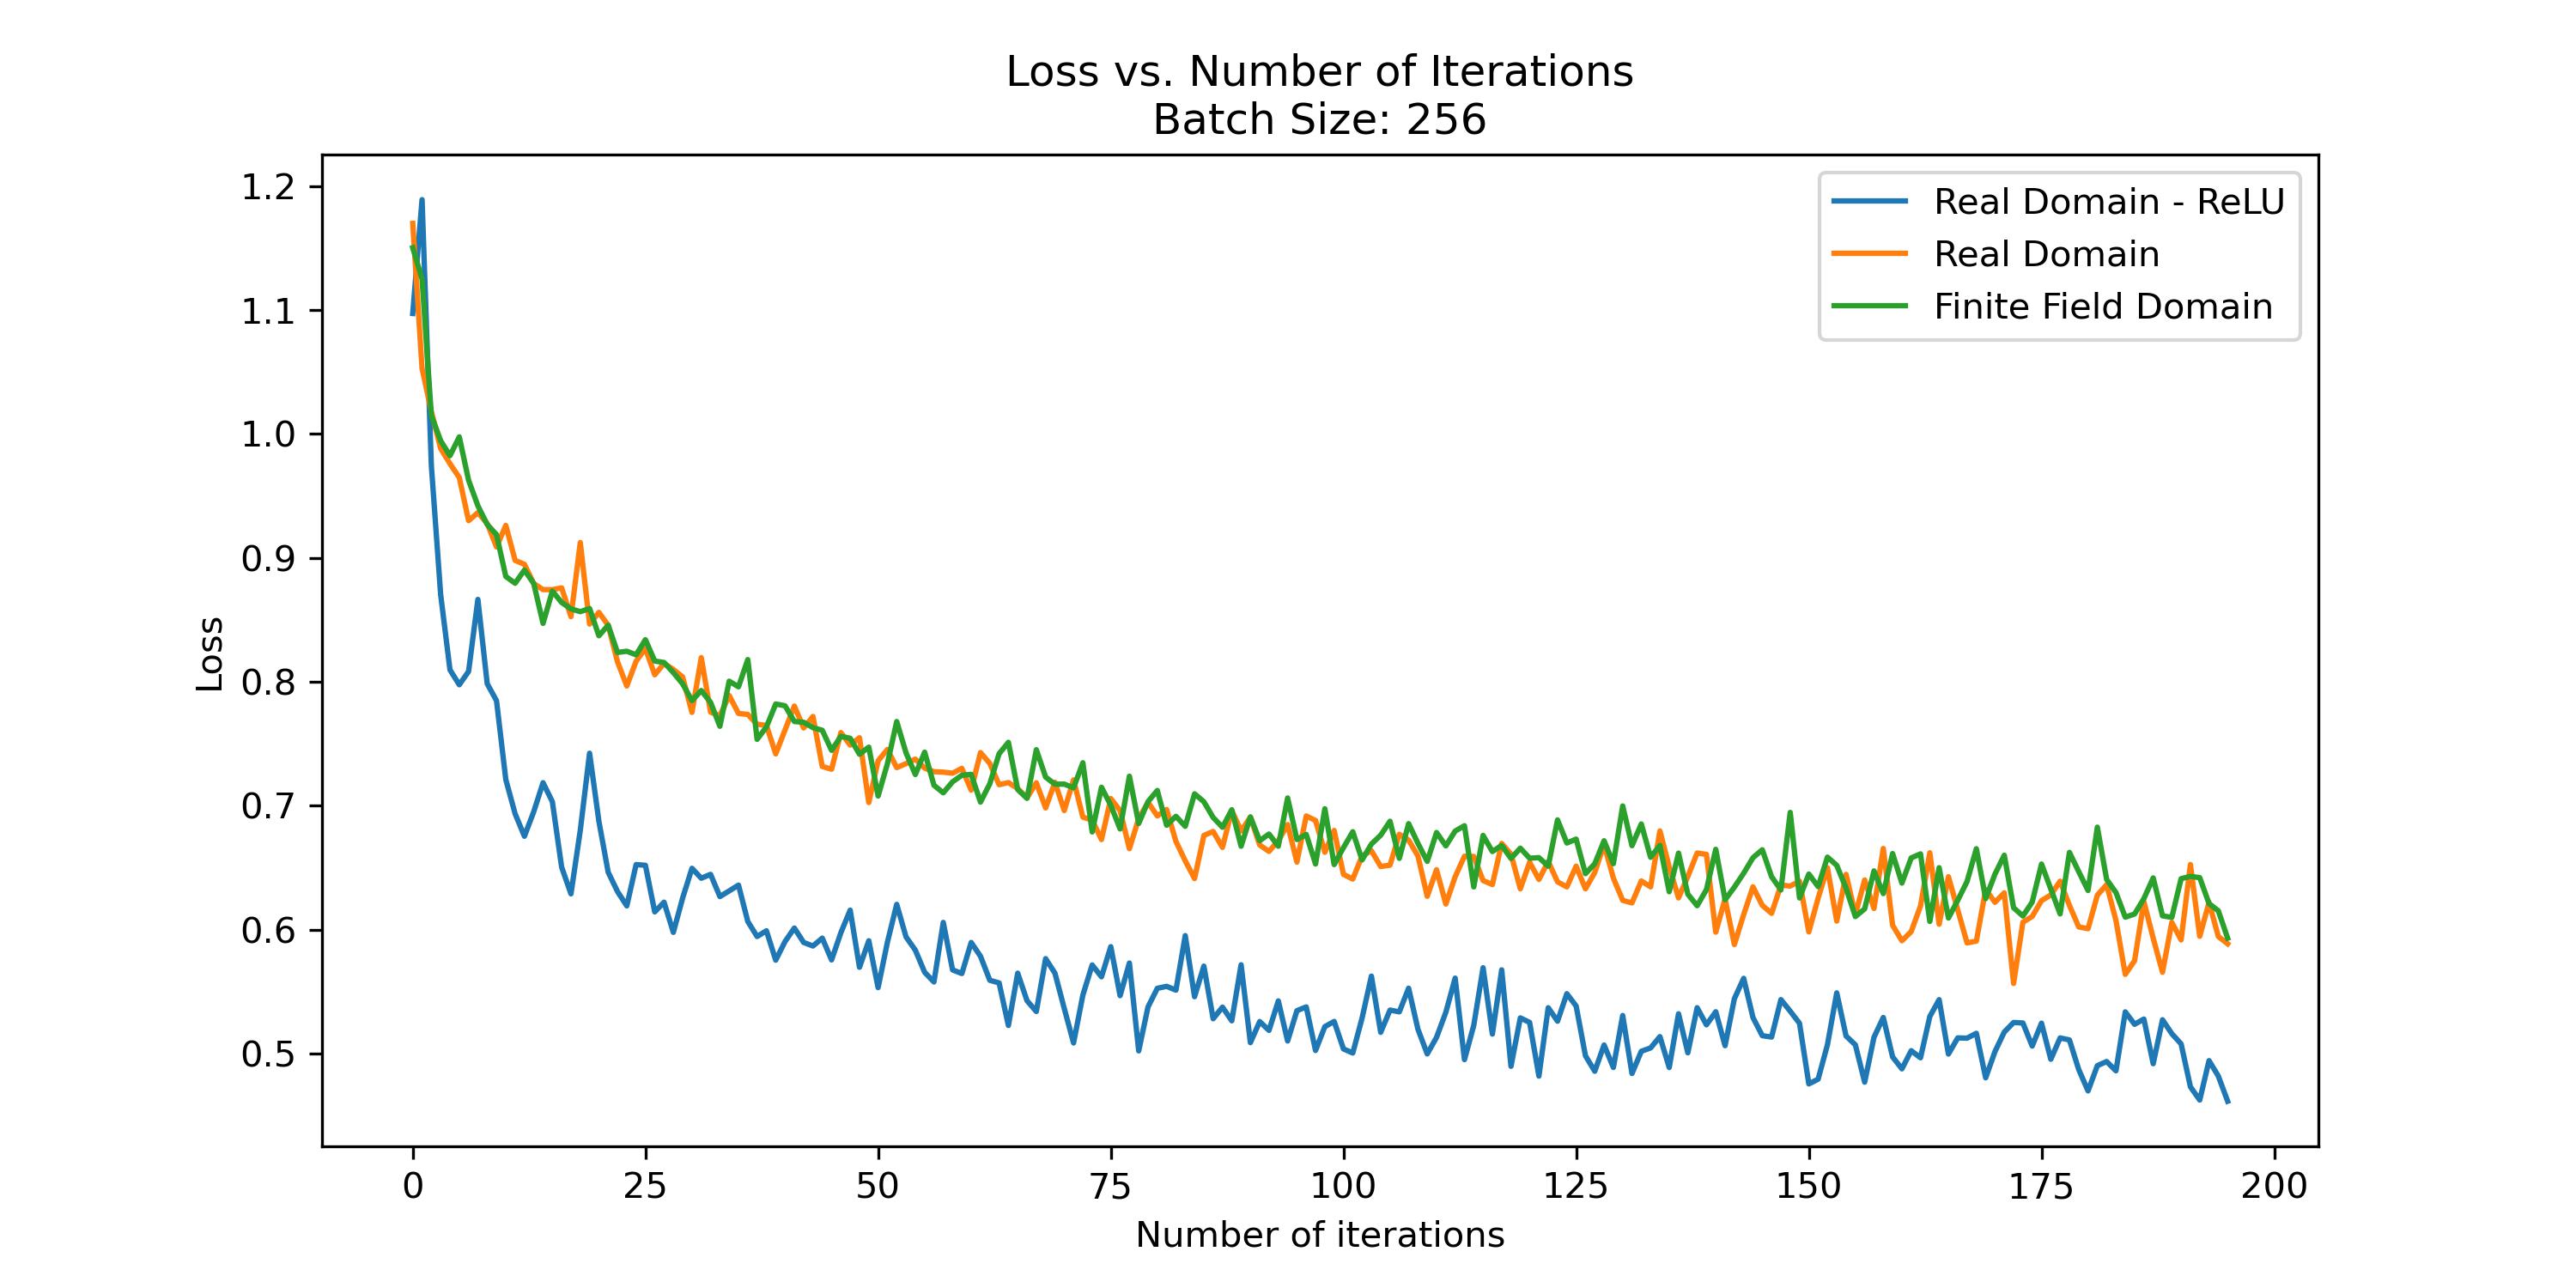 Loss vs. Number of Iterations
Batch Size: 256
Real Domain - ReLU
Real Domain
Finite Field Domain
Loss
1.2
1.1
1.0
0.9
0.8
0.7
0.6
0.5
0 25 50 75 100 125 150 175 200
Number of iterations